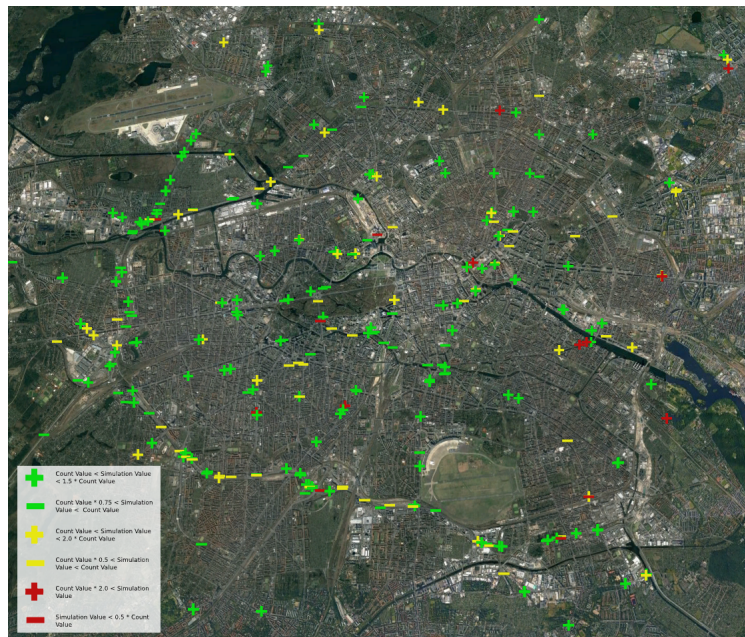 Count Value < Simulation Value
< 1.5 * Count Value
Count Value * 0.75 < Simulation
Value < Count Value
Count Value < Simulation Value
< 2.0 * Count Value
Count Value * 0.5 < Simulation
Value < Count Value
Count Value * 2.0 < Simulation
Value
Simulation Value < 0.5 * Count
Value